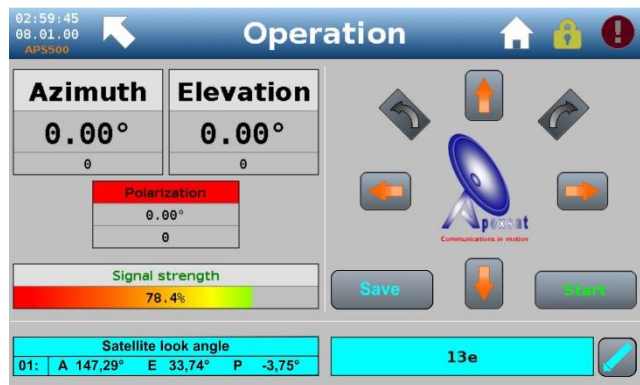 02:59:45
08.01.00
APS500
Operation
Azimuth
0.00°
0
Elevation
0.00°
0
Polarization
0.00°
0
Signal strength
78.4%
Apoxsat
Communications in motion
Save
Start
Satellite look angle
01: A 147,29° E 33,74° P -3,75°
13e